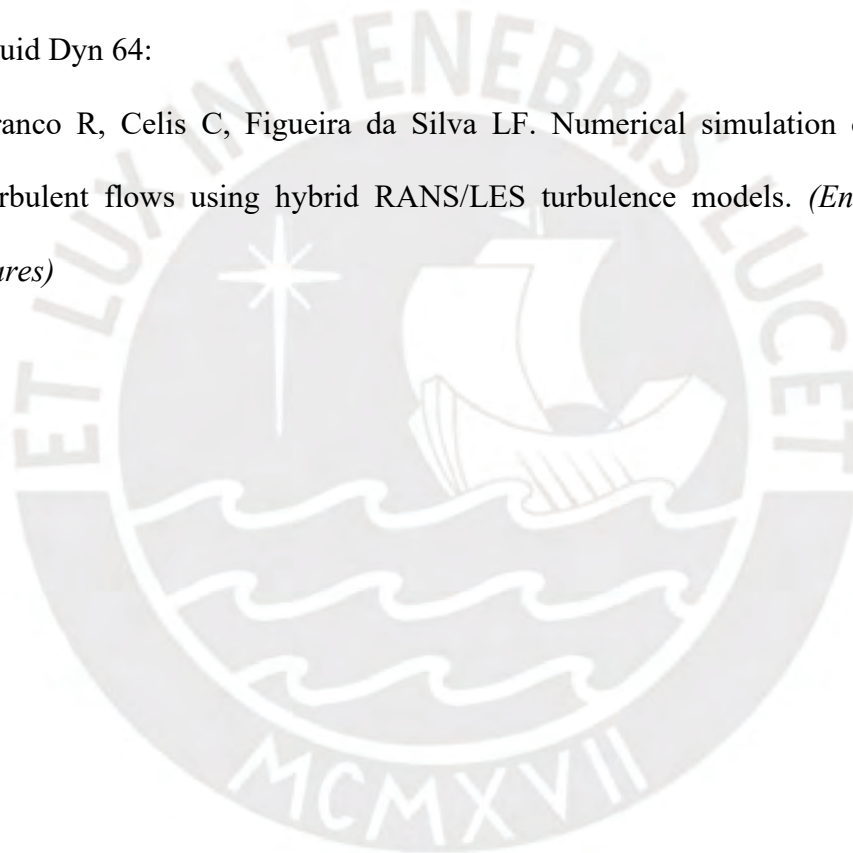 uid Dyn 64:
ranco R, Celis C, Figueira da Silva LF. Numerical simulation
rbulent flows using hybrid RANS/LES turbulence models. (En
ares)
ET LUX IN TENEBRIS LUCET
MCMXVII